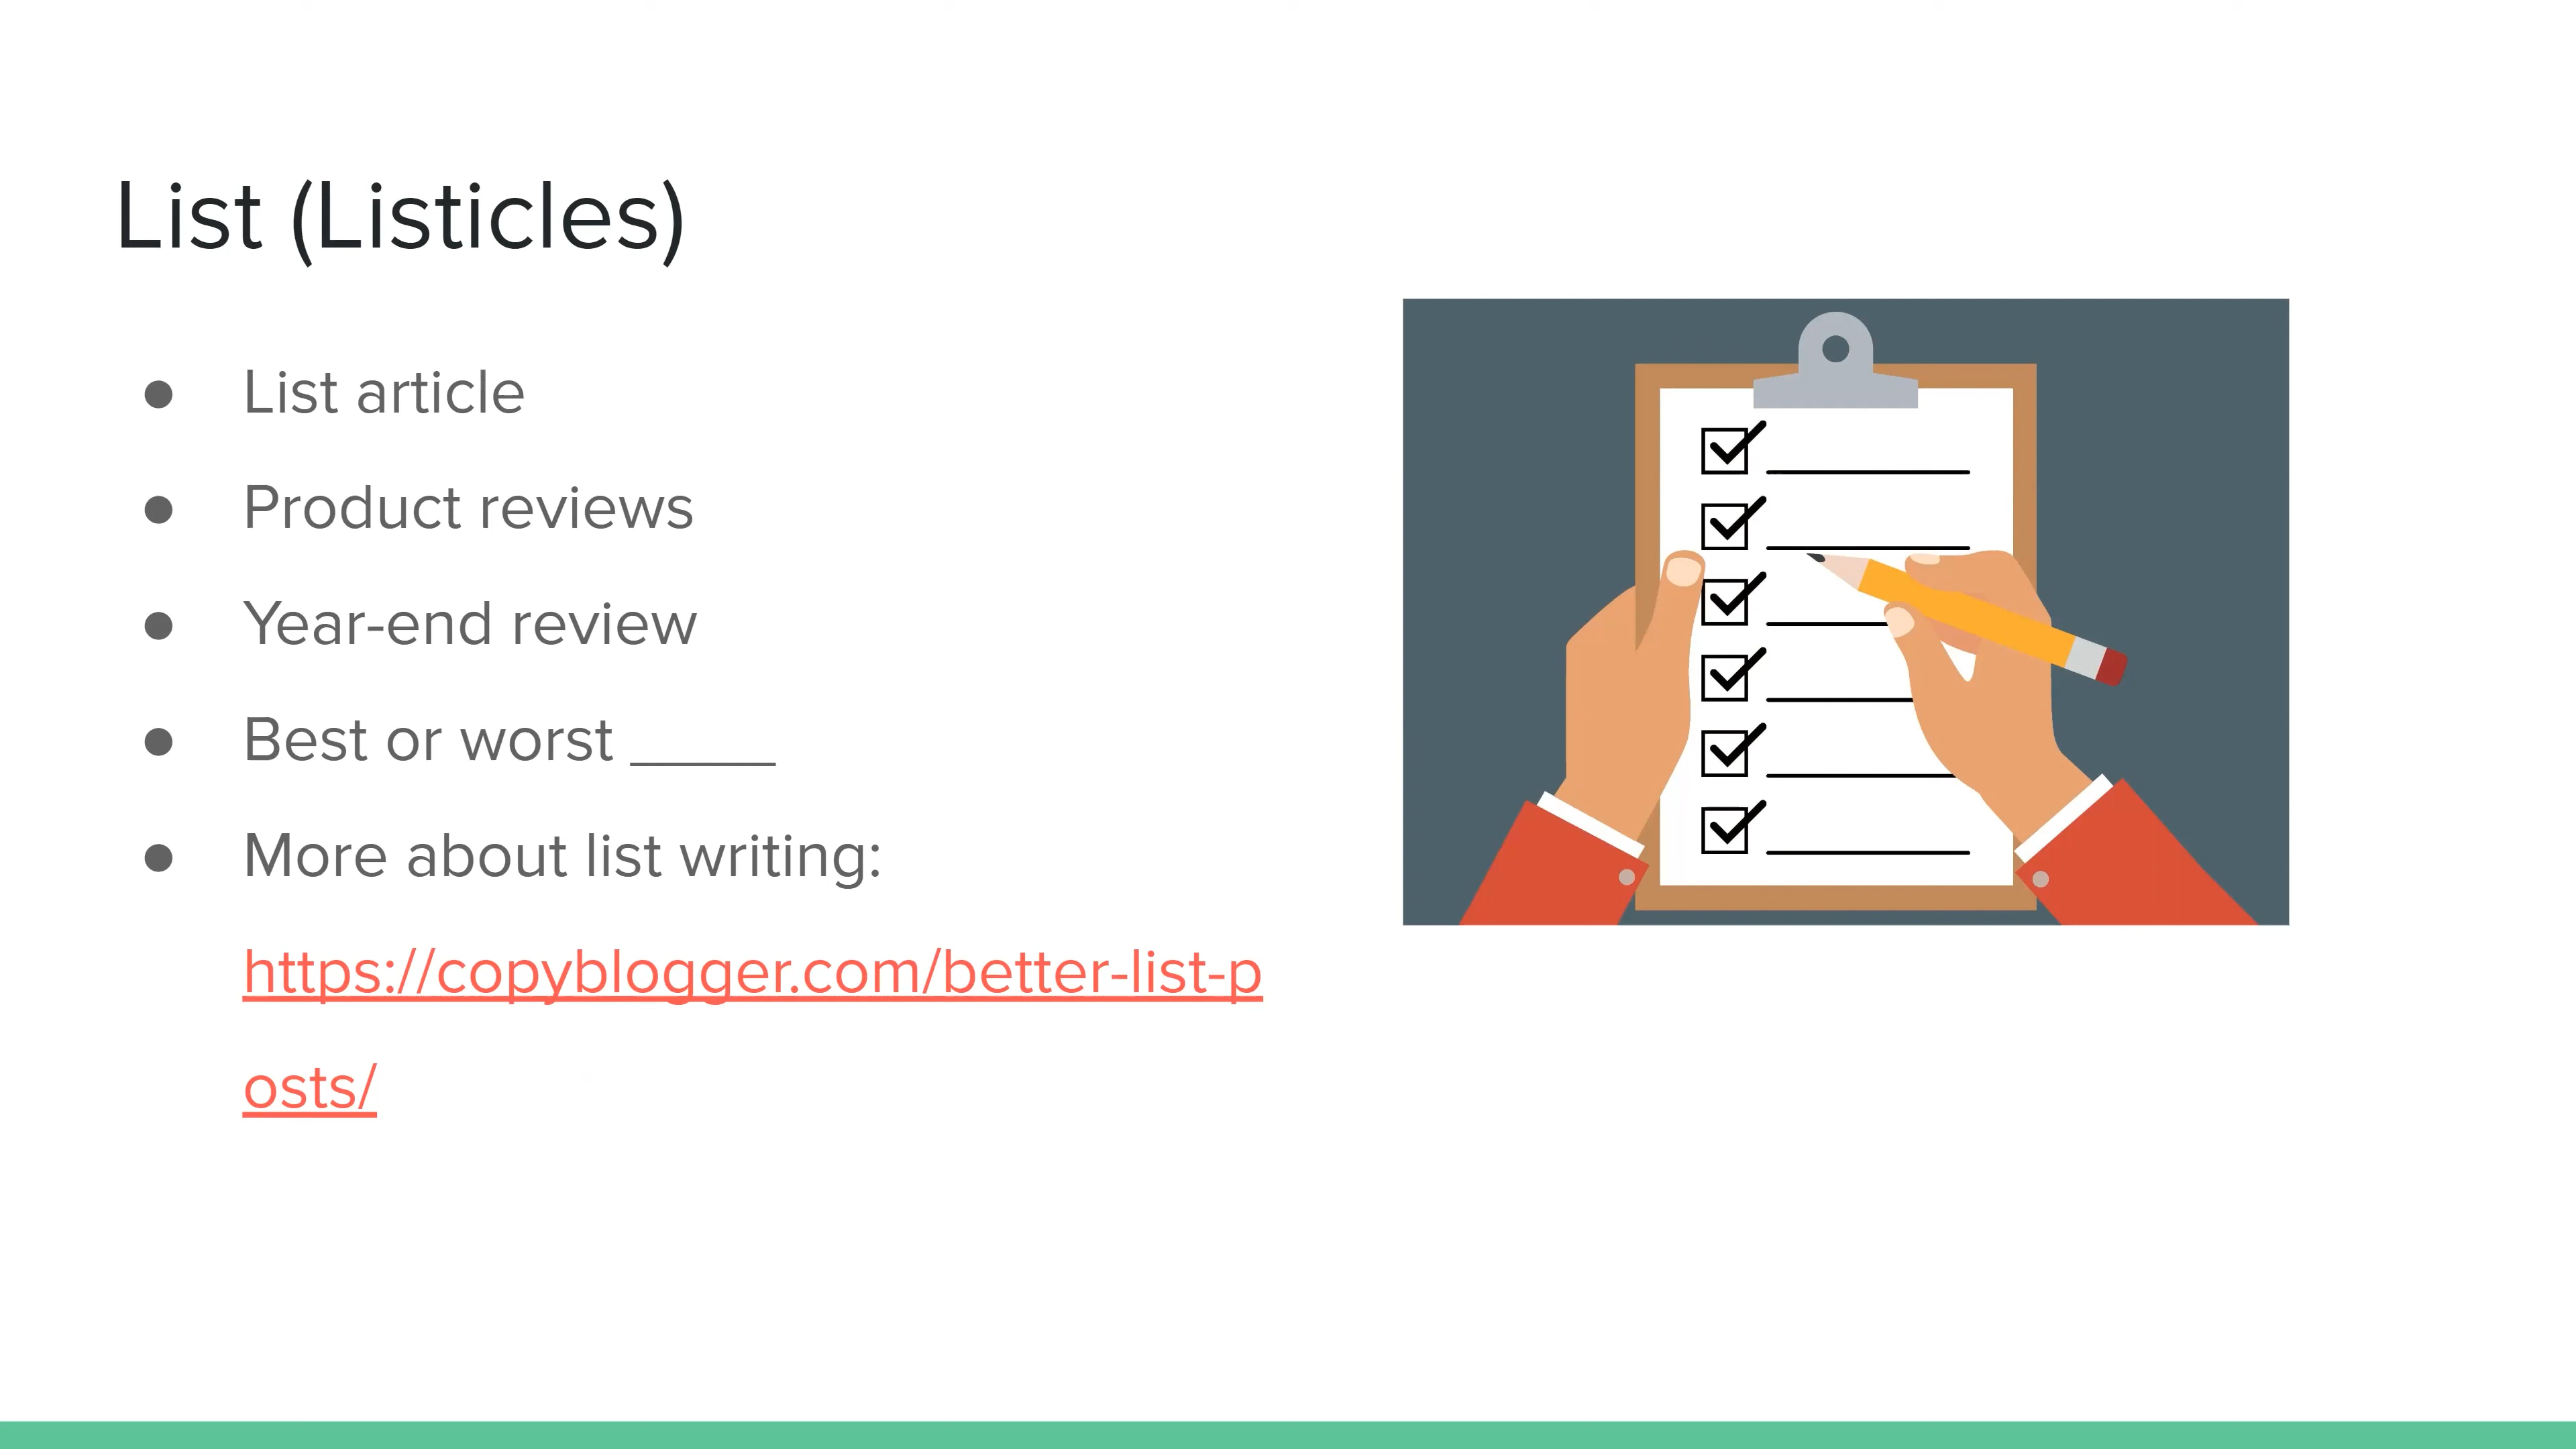 List (Listicles)
● List article
● Product reviews
● Year-end review
● Best or worst _____
● More about list writing:
https://copyblogger.com/better-list-p
osts/